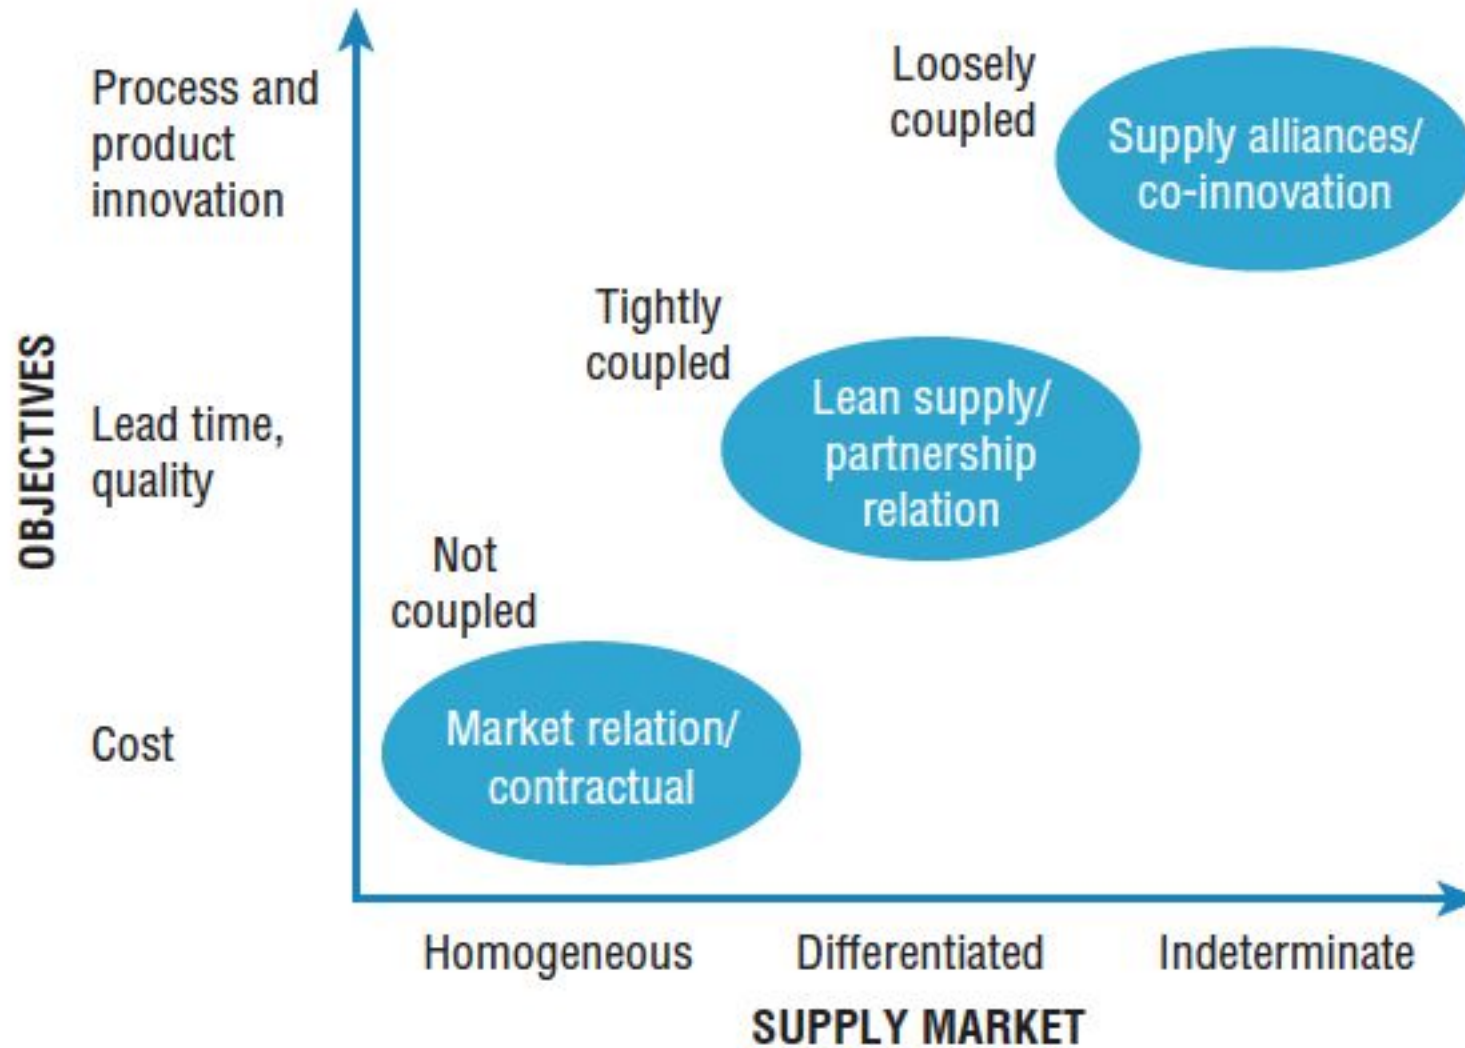 Process and
product
innovation
Loosely
coupled
Supply alliances/
co-innovation
OBJECTIVES
Lead time,
quality
Tightly
coupled
Lean supply/
partnership
relation
Cost
Not
coupled
Market relation/
contractual
Homogeneous
Differentiated
Indeterminate
SUPPLY MARKET